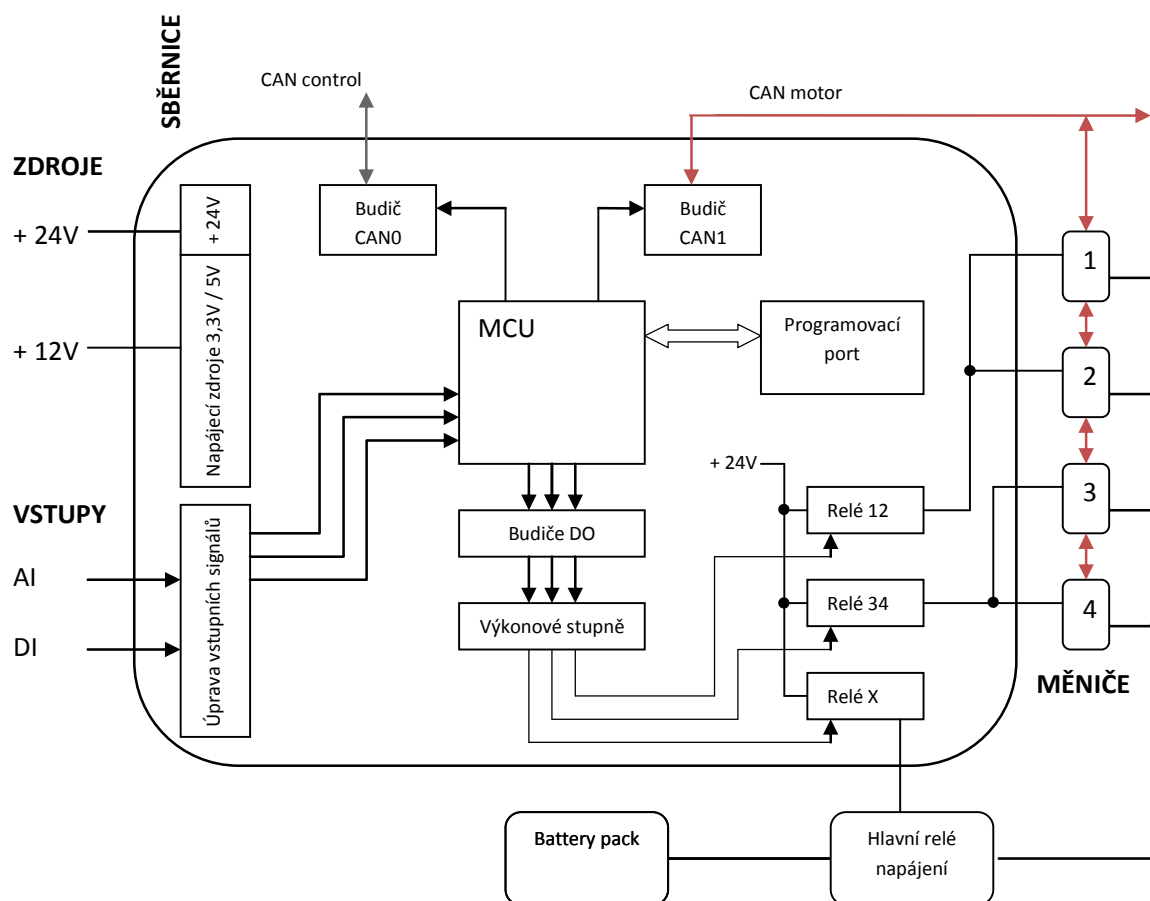 SBĚRNICE
CAN control
CAN motor
ZDROJE
+ 24V
+ 24V
+ 12V
Napájecí zdroje 3,3V / 5V
Budič
CAN0
Budič
CAN1
MCU
Programovací
port
1
2
3
4
MĚNIČE
VSTUPY
AI
DI
Úprava vstupních signálů
Budiče DO
Výkonové stupně
+ 24V
Relé 12
Relé 34
Relé X
Battery pack
Hlavní relé
napájení